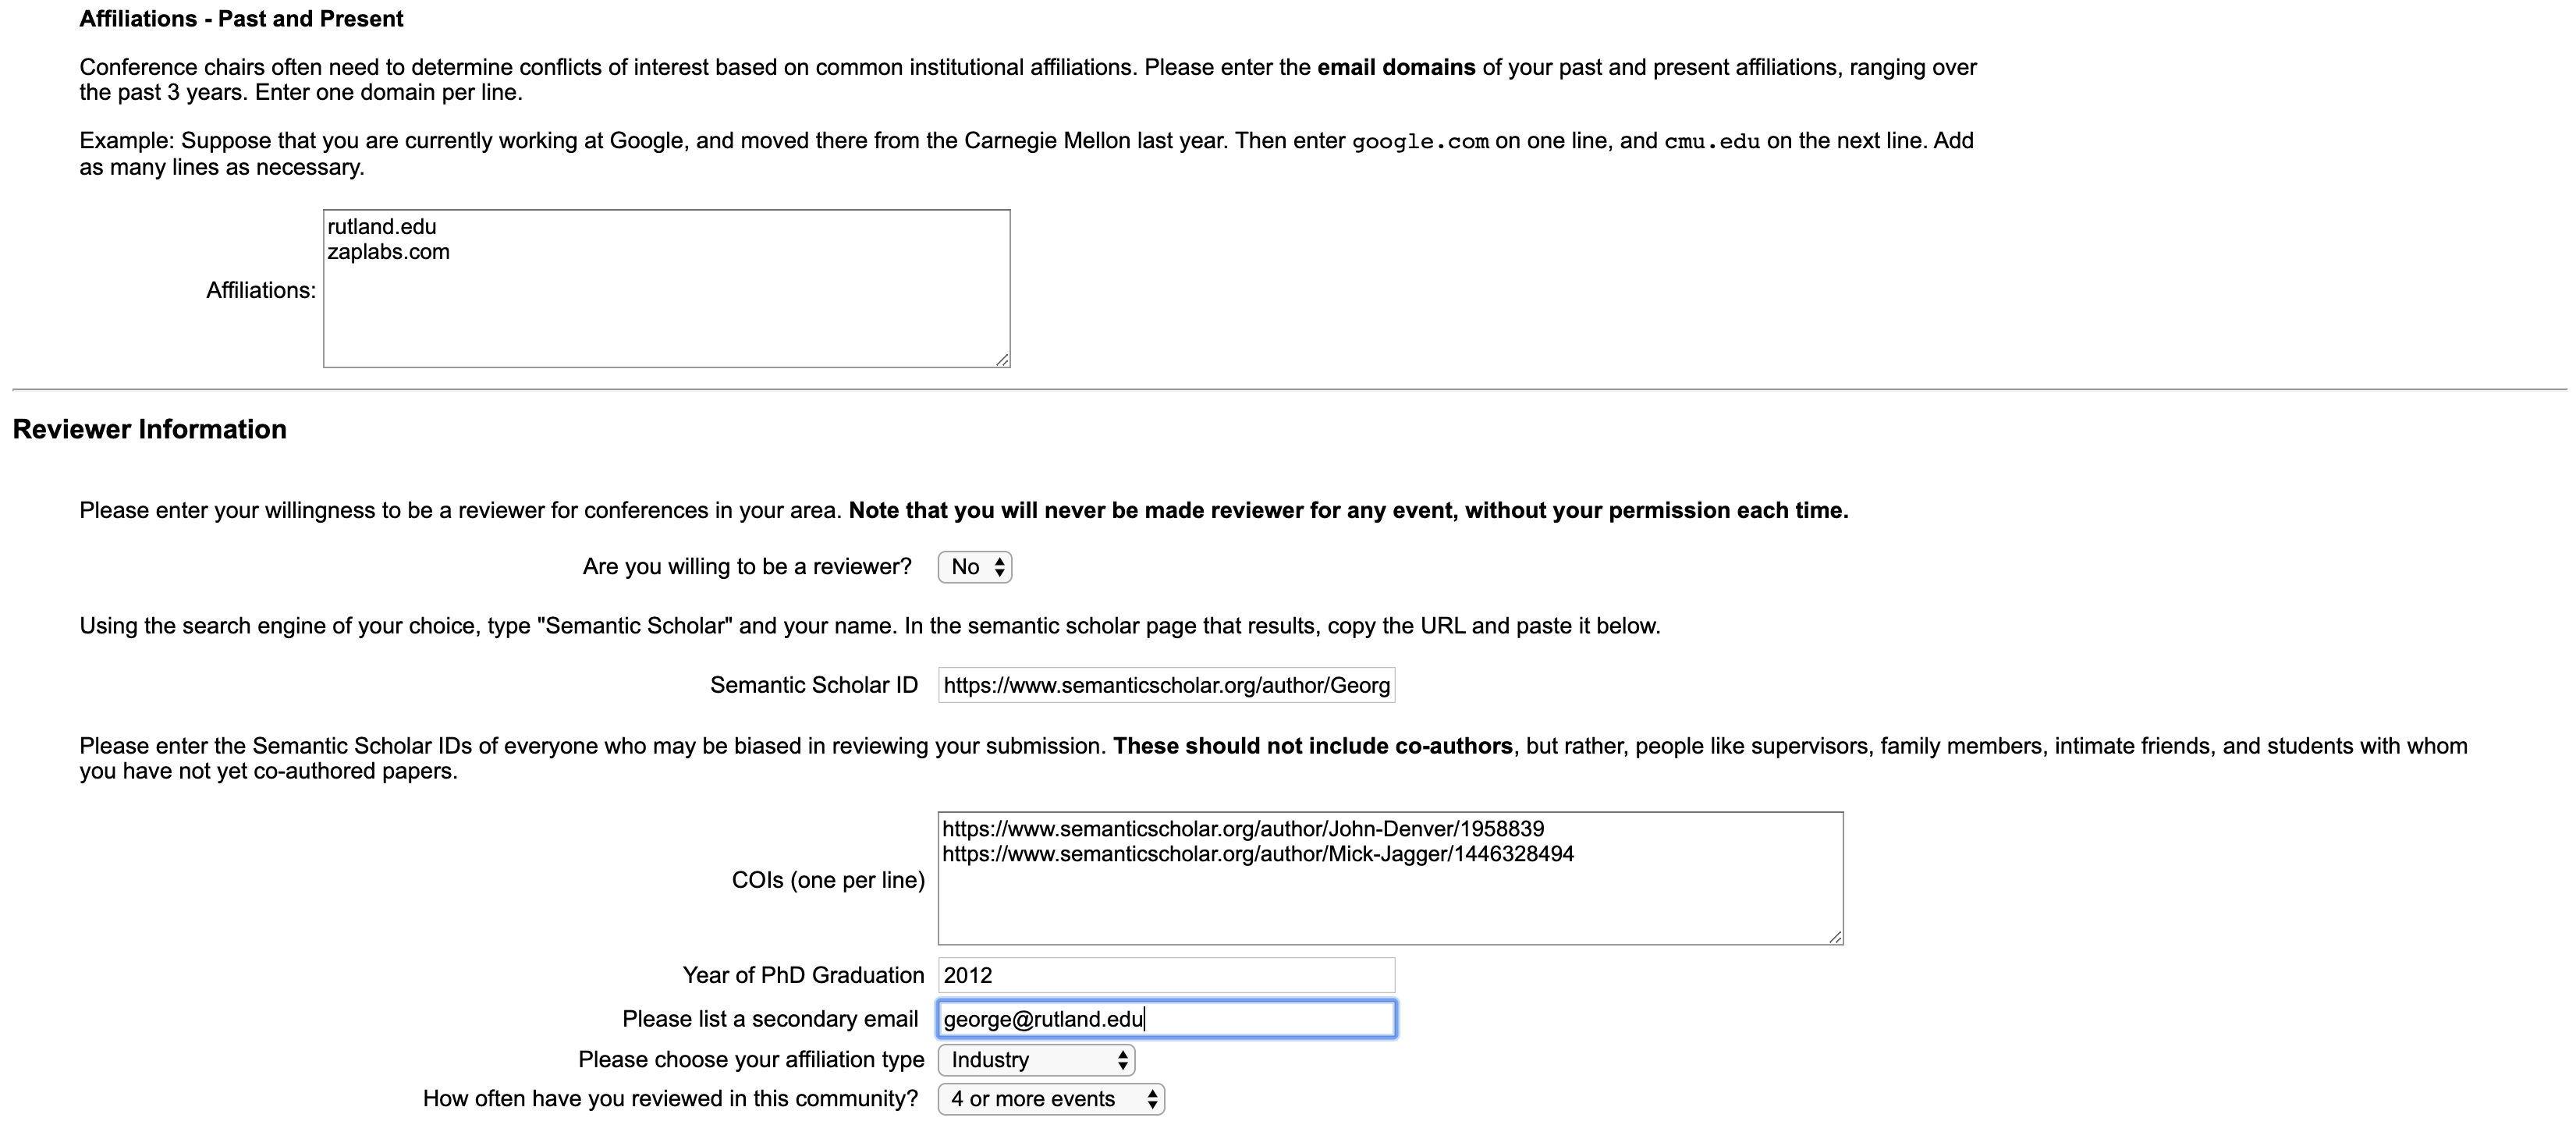 Affiliations - Past and Present
Conference chairs often need to determine conflicts of interest based on common institutional affiliations. Please enter the email domains of your past and present affiliations, ranging over
the past 3 years. Enter one domain per line.
Example: Suppose that you are currently working at Google, and moved there from the Carnegie Mellon last year. Then enter google.com on one line, and cmu.edu on the next line. Add
as many lines as necessary.
rutland.edu
zaplabs.com
Affiliations:
Reviewer Information
Please enter your willingness to be a reviewer for conferences in your area. Note that you will never be made reviewer for any event, without your permission each time.
Are you willing to be a reviewer? No
Using the search engine of your choice, type "Semantic Scholar" and your name. In the semantic scholar page that results, copy the URL and paste it below.
Semantic Scholar ID https://www.semanticscholar.org/author/Georg
Please enter the Semantic Scholar IDs of everyone who may be biased in reviewing your submission. These should not include co-authors, but rather, people like supervisors, family members, intimate friends, and students with whom
you have not yet co-authored papers.
https://www.semanticscholar.org/author/John-Denver/1958839
https://www.semanticscholar.org/author/Mick-Jagger/1446328494
COIs (one per line)
Year of PhD Graduation 2012
Please list a secondary email george@rutland.edu
Please choose your affiliation type Industry
How often have you reviewed in this community? 4 or more events